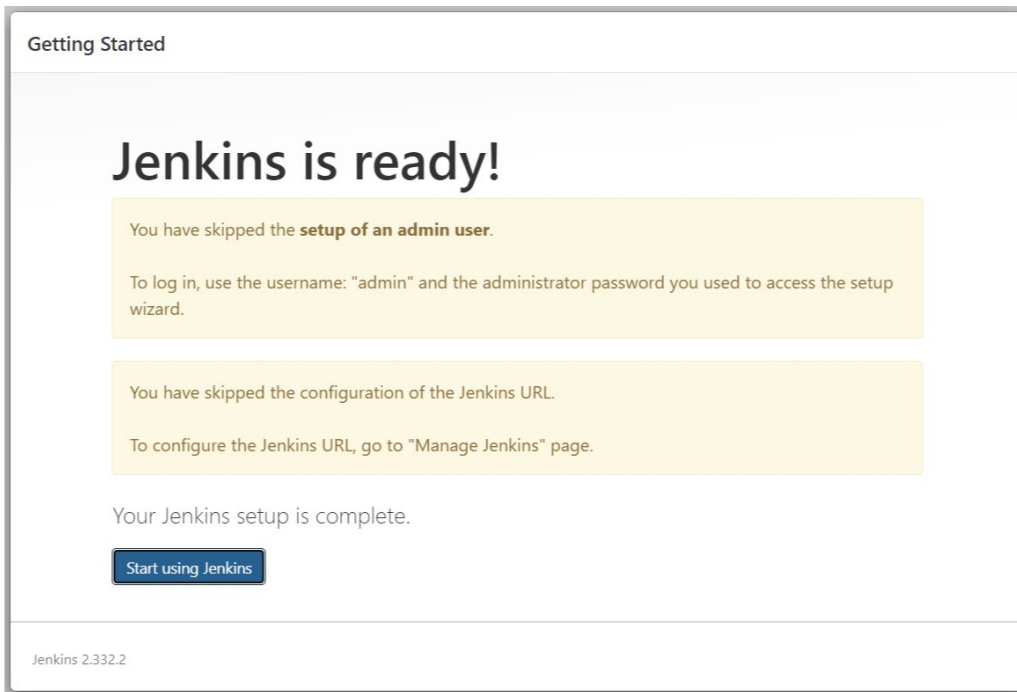 Getting Started
Jenkins is ready!
You have skipped the setup of an admin user.
To log in, use the username: "admin" and the administrator password you used to access the setup
wizard.
You have skipped the configuration of the Jenkins URL.
To configure the Jenkins URL, go to "Manage Jenkins" page.
Your Jenkins setup is complete.
Start using Jenkins
Jenkins 2.332.2